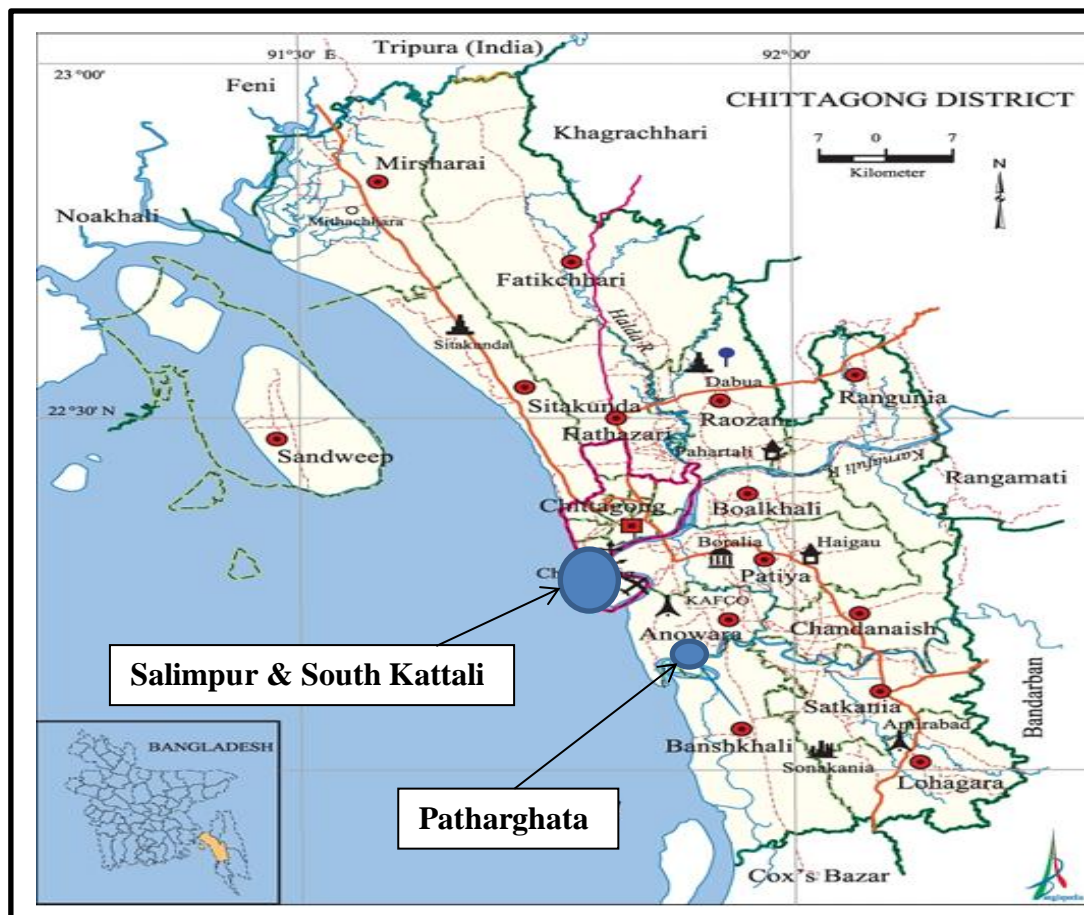 Tripura (India)
91°30' E
92°00'
23°00'
Feni
CHITTAGONG DISTRICT
Khagrachhari
7 0 7
Kilometer
N
Mirsharai
Noakhali
Mithachhara
Fatikchhari
Halda R
Sitakunda
Dabua
22°30' N
Sitakunda
Raozan
Rangunia
Hathazari
Sandweep
Pahartali
Karnafuli R
Rangamati
Chittagong
Boalkhali
Boralia
Haigau
Patiya
KAFCO
Anowara
Chandanaish
Salimpur & South Kattali
Bandarban
Satkania
Amirabad
BANGLADESH
Banshkhali
Sonakania
Lohagara
Patharghata
Cox's Bazar